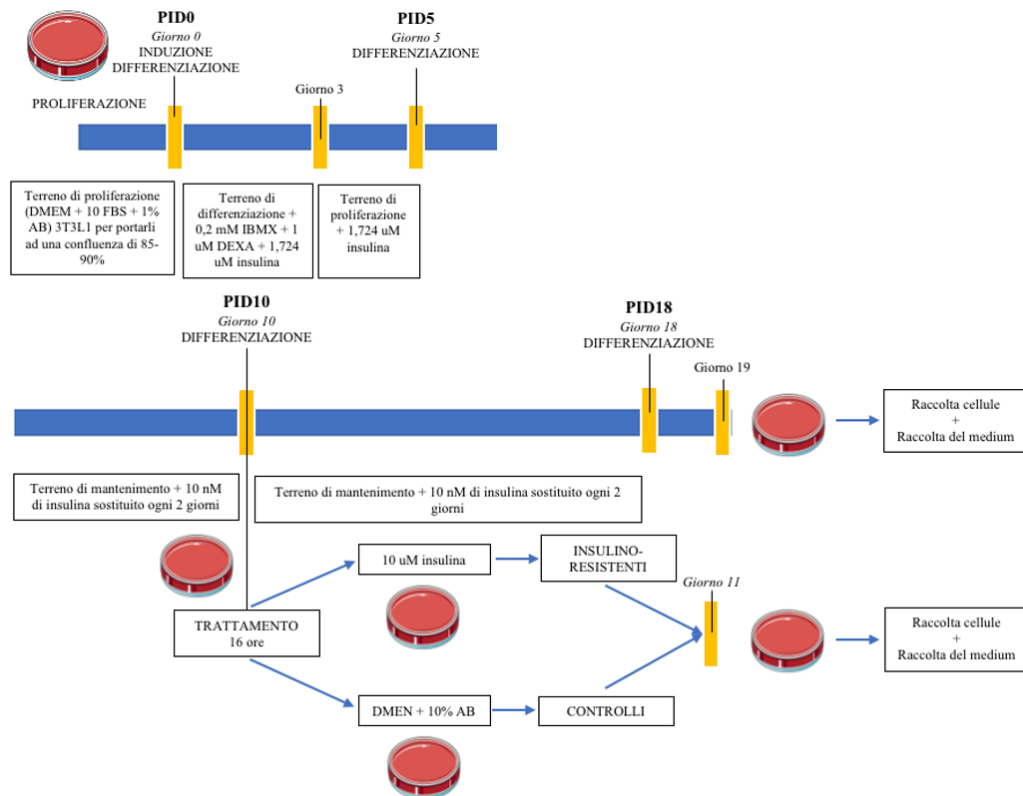 PID0
Giorno 0
INDUZIONE
DIFFERENZIAZIONE
PID5
Giorno 5
DIFFERENZIAZIONE
Giorno 3
PROLIFERAZIONE
Terreno di proliferazione
(DMEM + 10 FBS + 1%
AB) 3T3L1 per portarli
ad una confluenza di 85-
90%
Terreno di
differenziazione +
0,2 mM IBMX + 1
uM DEXA + 1,724
uM insulina
Terreno di
proliferazione
+ 1,724 uM
insulina
PID10
Giorno 10
DIFFERENZIAZIONE
PID18
Giorno 18
DIFFERENZIAZIONE
Giorno 19
Raccolta cellule
+
Raccolta del medium
Terreno di mantenimento + 10 nM
di insulina sostituito ogni 2 giorni
Terreno di mantenimento + 10 nM di insulina sostituito ogni 2
giorni
10 uM insulina
INSULINO-
RESISTENTI
Giorno 11
TRATTAMENTO
16 ore
Raccolta cellule
+
Raccolta del medium
DMEN + 10% AB
CONTROLLI